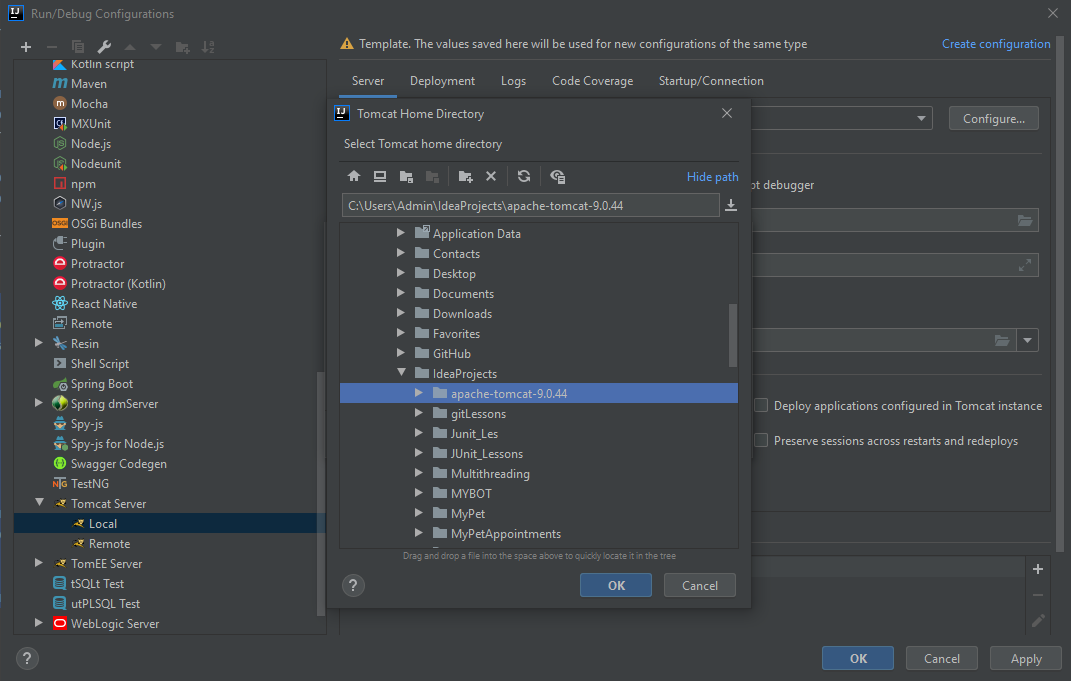 Run/Debug Configurations
Kotlin script
Maven
Mocha
MXUnit
Node.js
Nodeunit
npm
NW.js
OSGi Bundles
Plugin
Protractor
Protractor (Kotlin)
React Native
Remote
Resin
Shell Script
Spring Boot
Spring dmServer
Spy-js
Spy-js for Node.js
Swagger Codegen
TestNG
Tomcat Server
Local
Remote
TomEE Server
tSQLt Test
utPLSQL Test
WebLogic Server
Template. The values saved here will be used for new configurations of the same type
Create configuration
Server Deployment Logs Code Coverage Startup/Connection
Configure...
ot debugger
Deploy applications configured in Tomcat instance
Preserve sessions across restarts and redeploys
Tomcat Home Directory
Select Tomcat home directory
Hide path
C:\Users\Admin\IdeaProjects\apache-tomcat-9.0.44
Application Data
Contacts
Desktop
Documents
Downloads
Favorites
GitHub
IdeaProjects
apache-tomcat-9.0.44
gitLessons
Junit_Les
JUnit_Lessons
Multithreading
MYBOT
MyPet
MyPetAppointments
Drag and drop a file into the space above to quickly locate it in the tree
? OK Cancel
? OK Cancel Apply